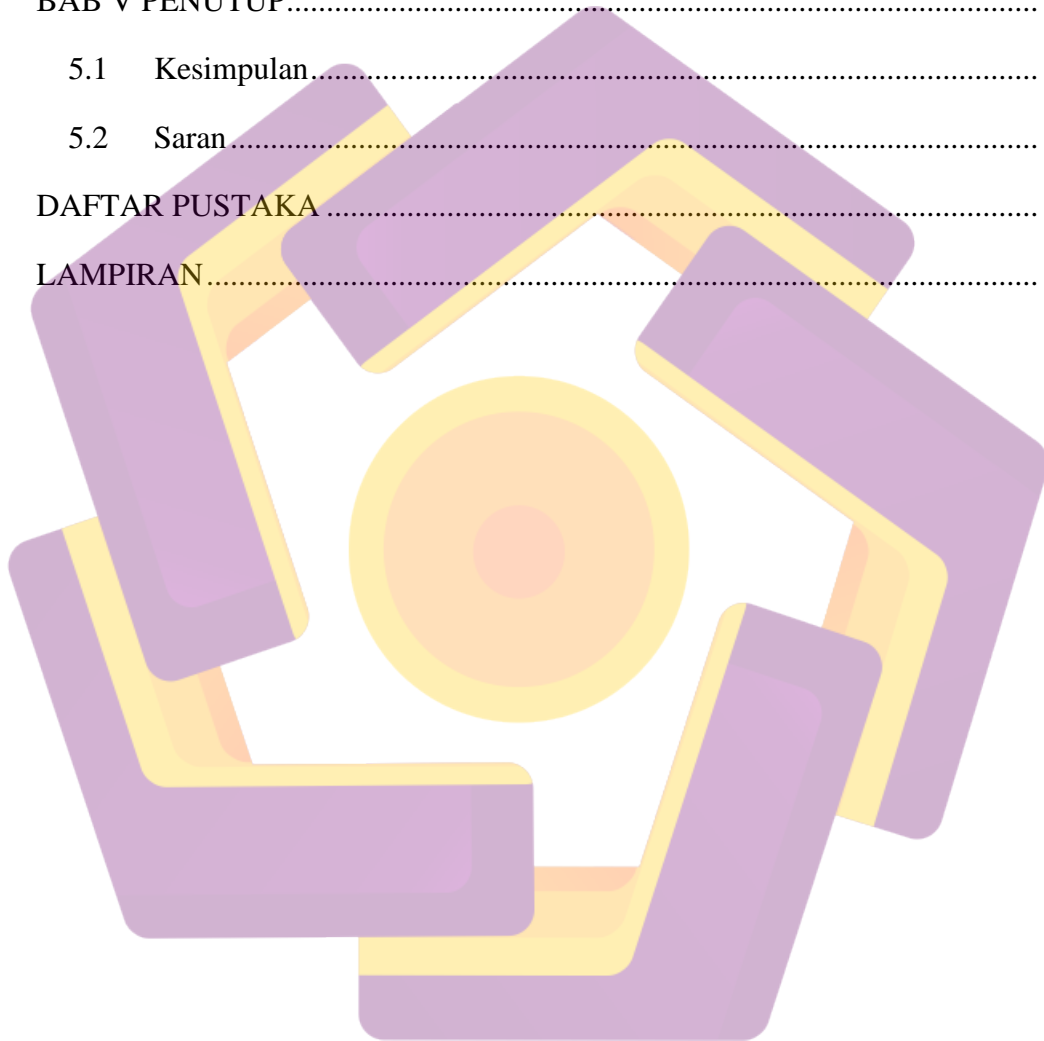 BAB V PENUTUP........................................................................................................
5.1 Kesimpulan........................................................................................................
5.2 Saran........................................................................................................
DAFTAR PUSTAKA ........................................................................................................
LAMPIRAN........................................................................................................